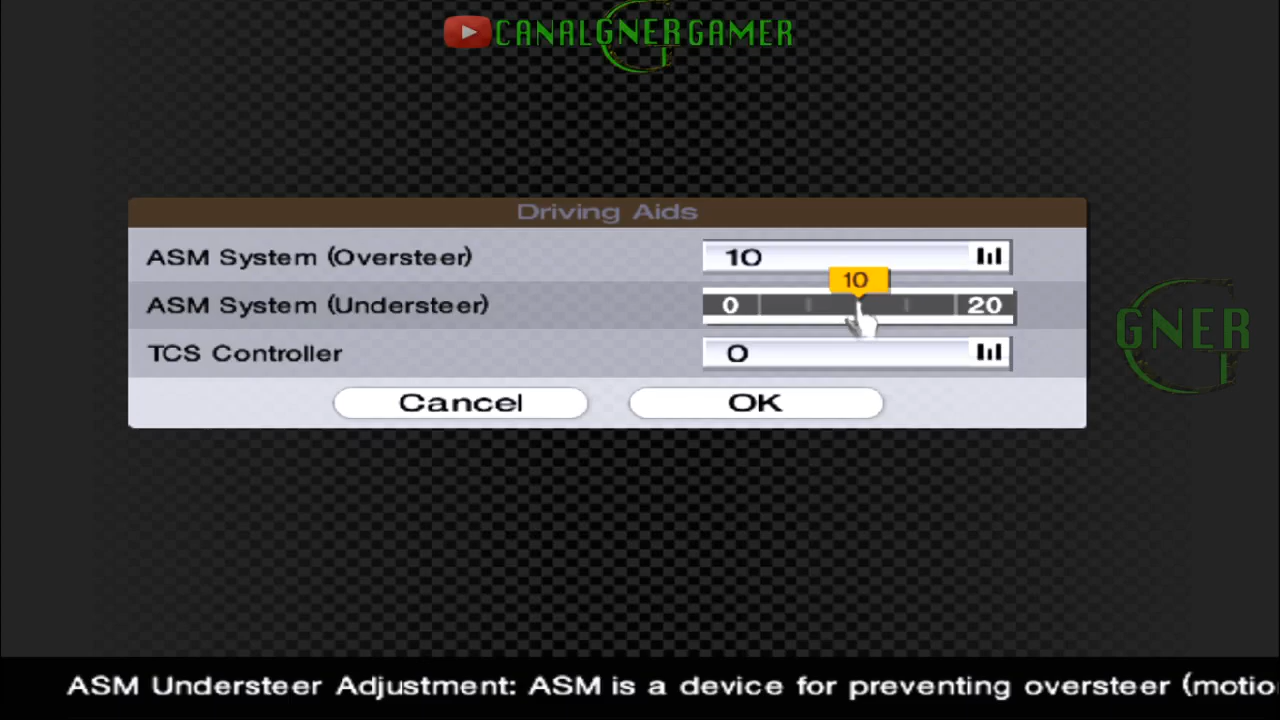 CANALGNERGAMER
Driving Aids
ASM System (Oversteer) 10
10
ASM System (Understeer) 0 20
GNER
TCS Controller 0
Cancel OK
ASM Understeer Adjustment: ASM is a device for preventing oversteer (motio